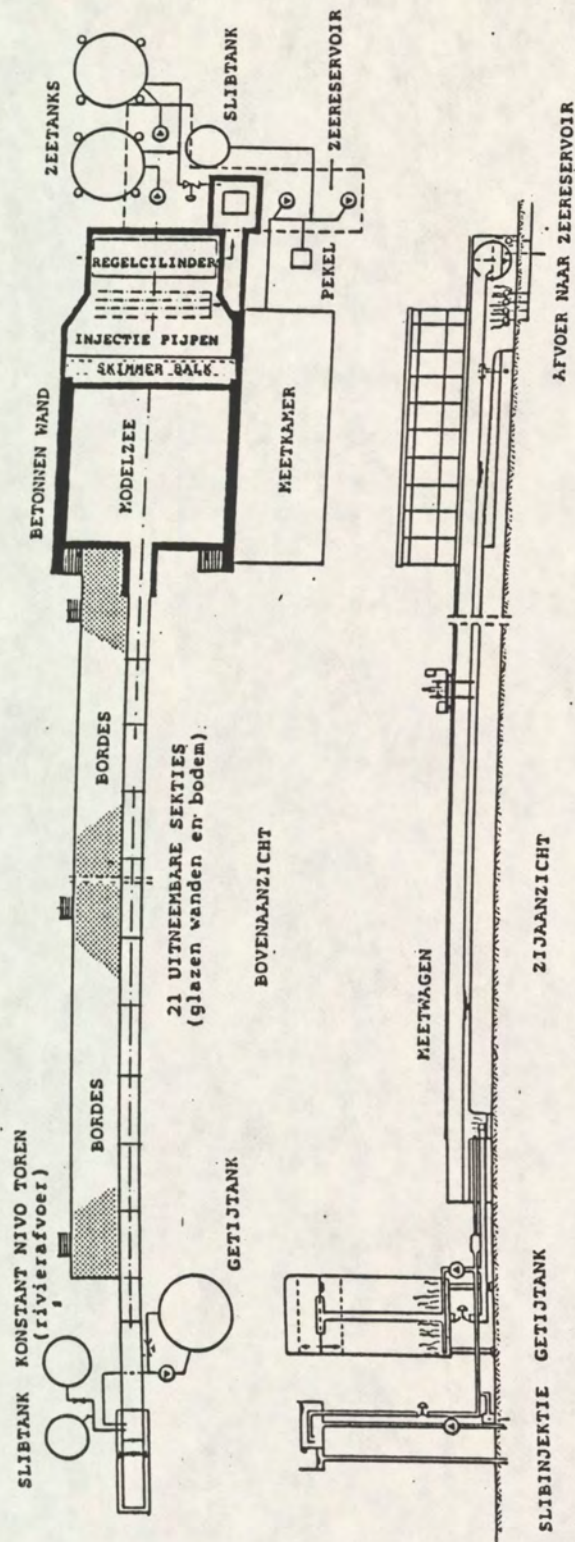 SLIBTANK KONSTANT NIVO TOREN
(rivierafvoer)
BORDES
BORDES
BETONNEN WAND
ZEETANKS
MODELZEE
INJECTIE PIJPEN
SKIMMER BALK
REGELCILINDER
SLIBTANK
ZEERESERVOIR
PEKEL
MEETKAMER
GETIJTANK
21 UITNEEMBARE SEKTIES
(glazen wanden en bodem)
BOVENAANZICHT
MEETWAGEN
SLIBINJEKTIE GETIJTANK
ZIJAANZICHT
AFVOER NAAR ZEERESERVOIR